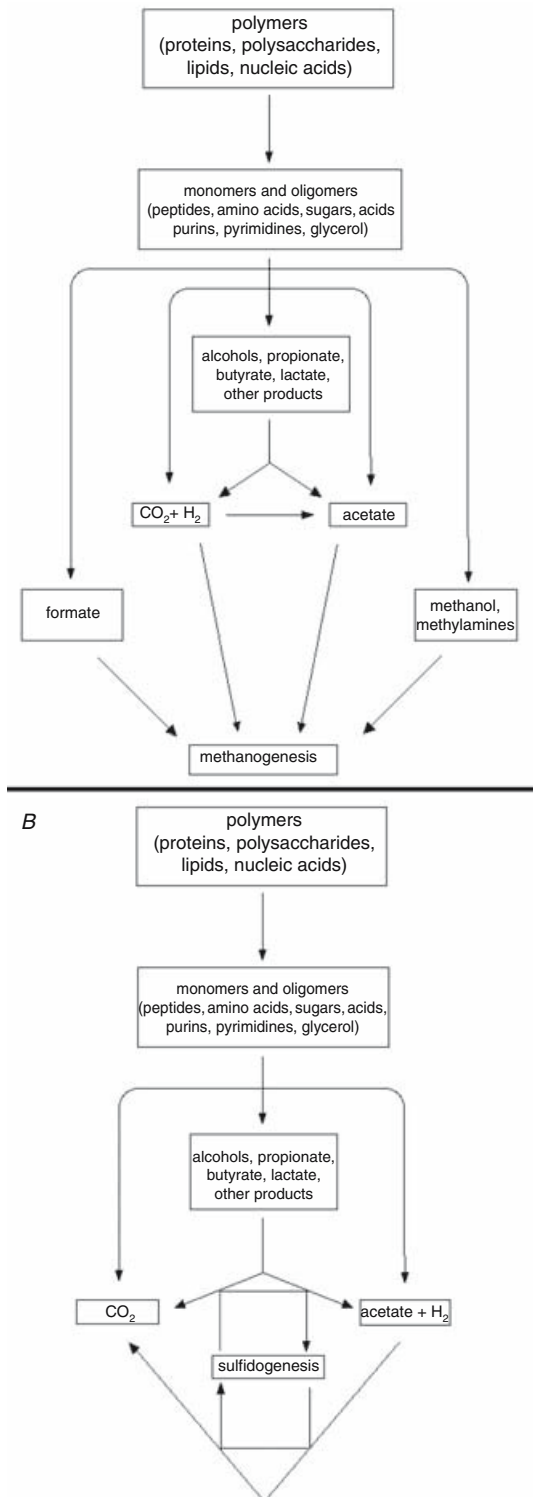 polymers
(proteins, polysaccharides,
lipids, nucleic acids)
monomers and oligomers
(peptides, amino acids, sugars, acids
purins, pyrimidines, glycerol)
alcohols, propionate,
butyrate, lactate,
other products
CO₂+ H₂
acetate
formate
methanol,
methylamines
methanogenesis
B
polymers
(proteins, polysaccharides,
lipids, nucleic acids)
monomers and oligomers
(peptides, amino acids, sugars, acids,
purins, pyrimidines, glycerol)
alcohols, propionate,
butyrate, lactate,
other products
CO₂
acetate + H₂
sulfidogenesis